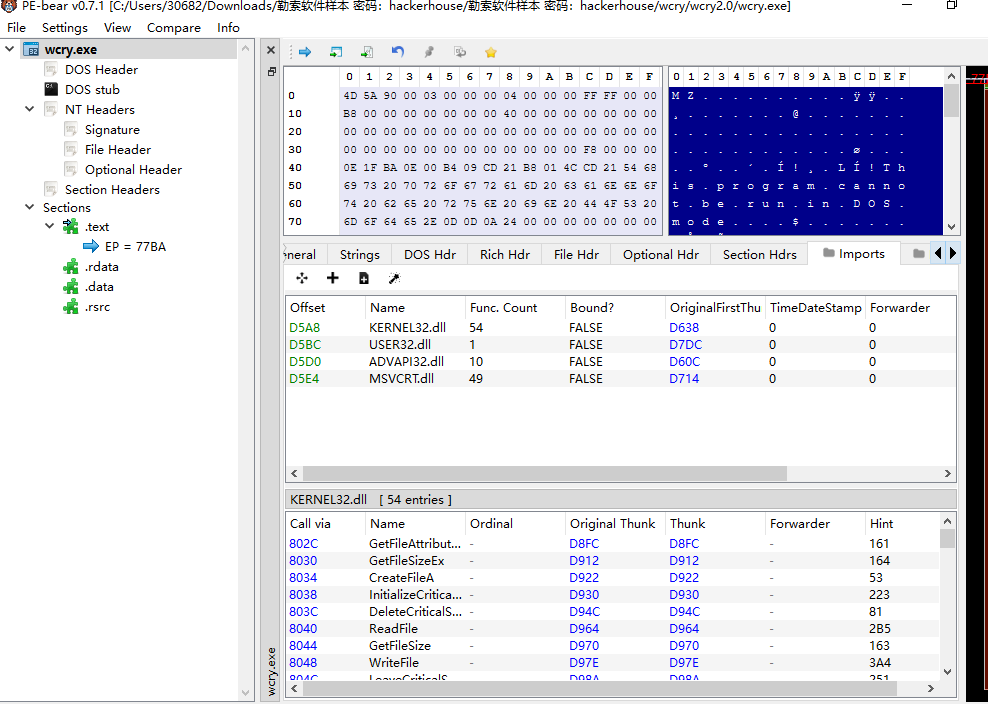 PE-bear v0.7.1 [C:/Users/30682/Downloads/勒索软件样本 密码：hackerhouse/勒索软件样本 密码：hackerhouse/wcry/wcry2.0/wcry.exe]
File Settings View Compare Info
wcry.exe
DOS Header
DOS stub
NT Headers
Signature
File Header
Optional Header
Section Headers
Sections
.text
EP = 77BA
.rdata
.data
.rsrc
wcry.exe
0 1 2 3 4 5 6 7 8 9 A B C D E F
0 4D 5A 90 00 03 00 00 00 04 00 00 00 FF FF 00 00
10 B8 00 00 00 00 00 00 00 40 00 00 00 00 00 00 00
20 00 00 00 00 00 00 00 00 00 00 00 00 00 00 00 00
30 00 00 00 00 00 00 00 00 00 00 00 00 F8 00 00 00
40 0E 1F BA 0E 00 B4 09 CD 21 B8 01 4C CD 21 54 68
50 69 73 20 70 72 6F 67 72 61 6D 20 63 61 6E 6E 6F
60 74 20 62 65 20 72 75 6E 20 69 6E 20 44 4F 53 20
70 6D 6F 64 65 2E 0D 0D 0A 24 00 00 00 00 00 00 00
0 1 2 3 4 5 6 7 8 9 A B C D E F
M Z . . . . . . . . . . ÿ ÿ . .
¸ . . . . . . . @ . . . . . . .
. . . . . . . . . . . . . . . .
. . . . . . . . . . . . ø . . .
. . º . . ´ . Í ! ¸ . L Í ! T h
i s . p r o g r a m . c a n n o
t . b e . r u n . i n . D O S .
m o d e . . . . $ . . . . . . .
eneral Strings DOS Hdr Rich Hdr File Hdr Optional Hdr Section Hdrs Imports
Offset Name Func. Count Bound? OriginalFirstThu TimeDateStamp Forwarder
D5A8 KERNEL32.dll 54 FALSE D638 0 0
D5BC USER32.dll 1 FALSE D7DC 0 0
D5D0 ADVAPI32.dll 10 FALSE D60C 0 0
D5E4 MSVCRT.dll 49 FALSE D714 0 0
KERNEL32.dll [ 54 entries ]
Call via Name Ordinal Original Thunk Thunk Forwarder Hint
802C GetFileAttribut... - D8FC D8FC - 161
8030 GetFileSizeEx - D912 D912 - 164
8034 CreateFileA - D922 D922 - 53
8038 InitializeCritica... - D930 D930 - 223
803C DeleteCriticalS... - D94C D94C - 81
8040 ReadFile - D964 D964 - 2B5
8044 GetFileSize - D970 D970 - 163
8048 WriteFile - D97E D97E - 3A4
804C LeaveCriticalS... - D98A D98A - 251